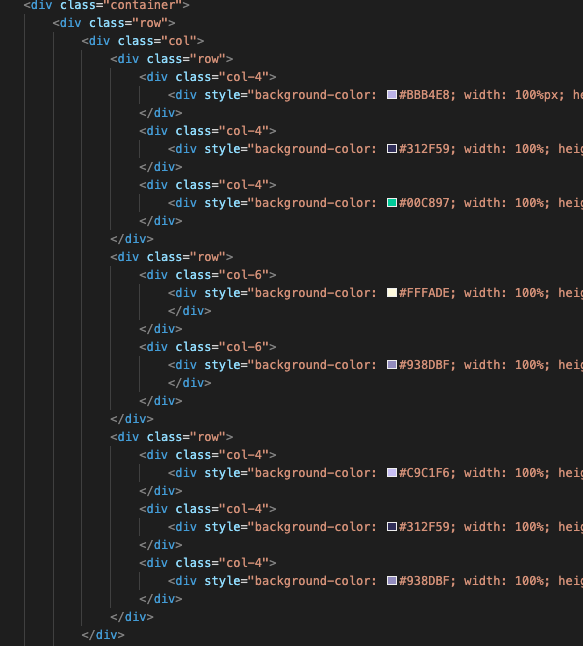 <div class="container">
<div class="row">
<div class="col">
<div class="row">
<div class="col-4">
<div style="background-color: #BBB4E8; width: 100%px; he
</div>
<div class="col-4">
<div style="background-color: #312F59; width: 100%; heig
</div>
<div class="col-4">
<div style="background-color: #00C897; width: 100%; heig
</div>
</div>
<div class="row">
<div class="col-6">
<div style="background-color: #FFFADE; width: 100%; heig
</div>
</div>
<div class="col-6">
<div style="background-color: #938DBF; width: 100%; heig
</div>
</div>
</div>
<div class="row">
<div class="col-4">
<div style="background-color: #C9C1F6; width: 100%; heig
</div>
<div class="col-4">
<div style="background-color: #312F59; width: 100%; heig
</div>
<div class="col-4">
<div style="background-color: #938DBF; width: 100%; heig
</div>
</div>
</div>